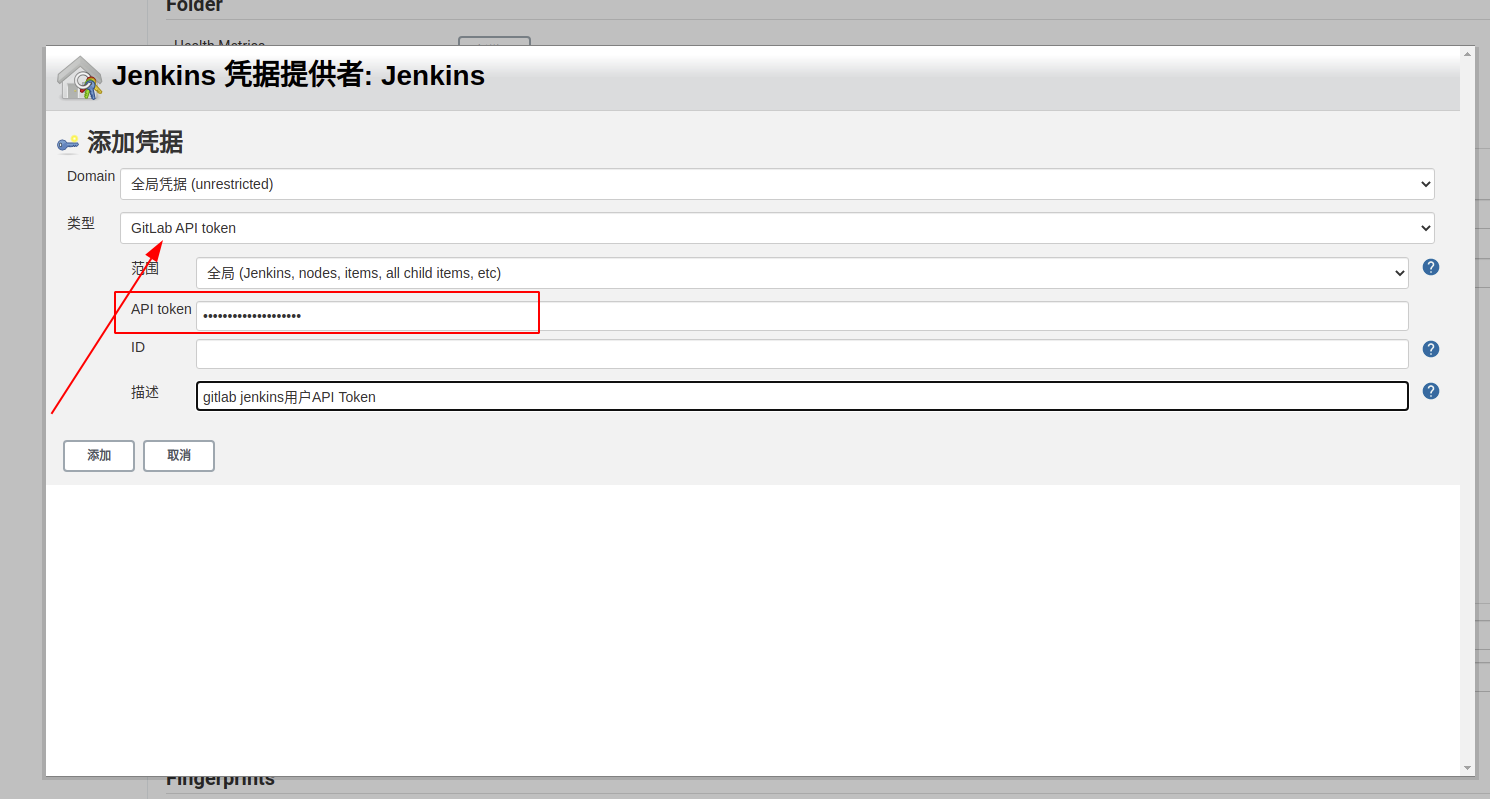 Folder
Health Metrics
Jenkins 凭据提供者: Jenkins
添加凭据
Domain 全局凭据 (unrestricted)
类型 GitLab API token
范围 全局 (Jenkins, nodes, items, all child items, etc)
API token ••••••••••••••••••••
ID
描述 gitlab jenkins用户API Token
添加 取消
Fingerprints